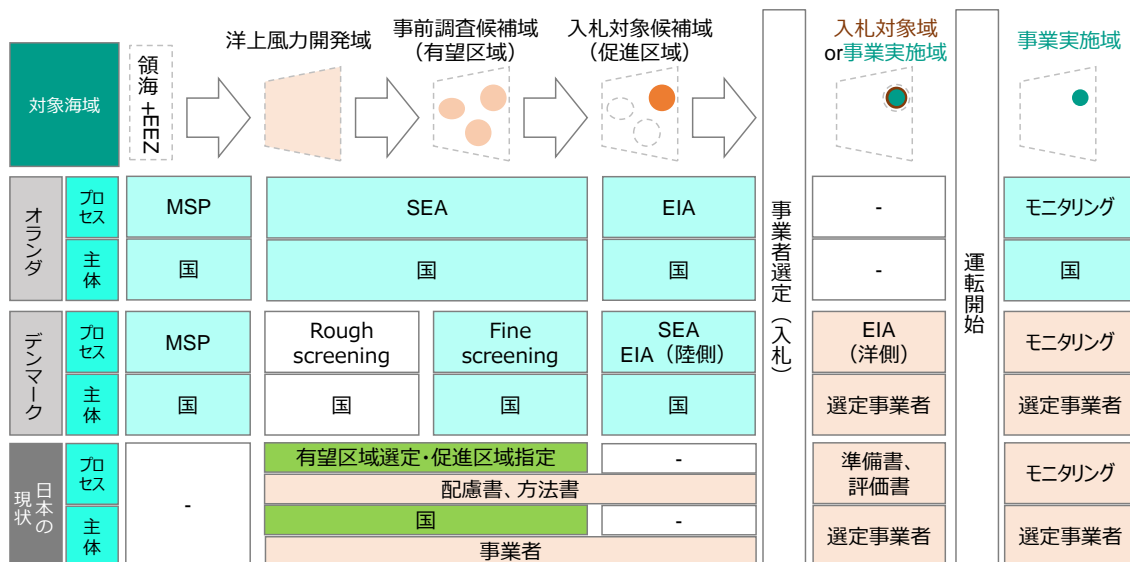 対象海域
領海+EEZ
洋上風力開発域
事前調査候補域
（有望区域）
入札対象候補域
（促進区域）
事業者選定（入札）
入札対象域
or事業実施域
運転開始
事業実施域
オランダ
プロ
セス
MSP
SEA
EIA
-
モニタリング
主
体
国
国
国
-
国
デンマーク
プロ
セス
MSP
Rough
screening
Fine
screening
SEA
EIA（陸側）
EIA
（洋側）
モニタリング
主
体
国
国
国
国
選定事業者
選定事業者
日本の
現状
プロ
セス
-
有望区域選定・促進区域指定
-
配慮書、方法書
準備書、
評価書
モニタリング
主
体
国
-
事業者
選定事業者
選定事業者